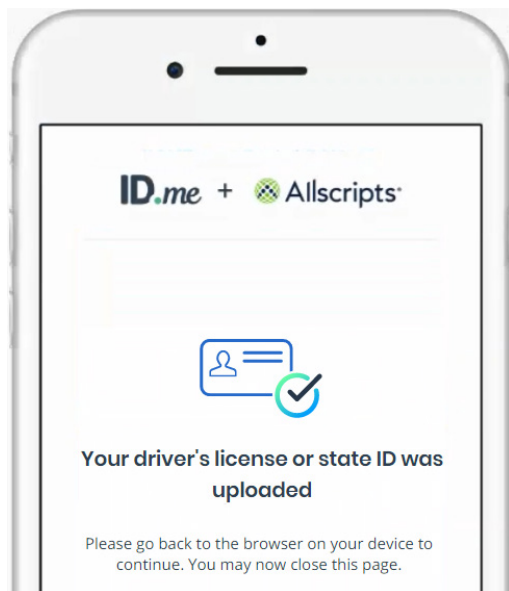 ID.me + Allscripts
Your driver's license or state ID was
uploaded
Please go back to the browser on your device to
continue. You may now close this page.